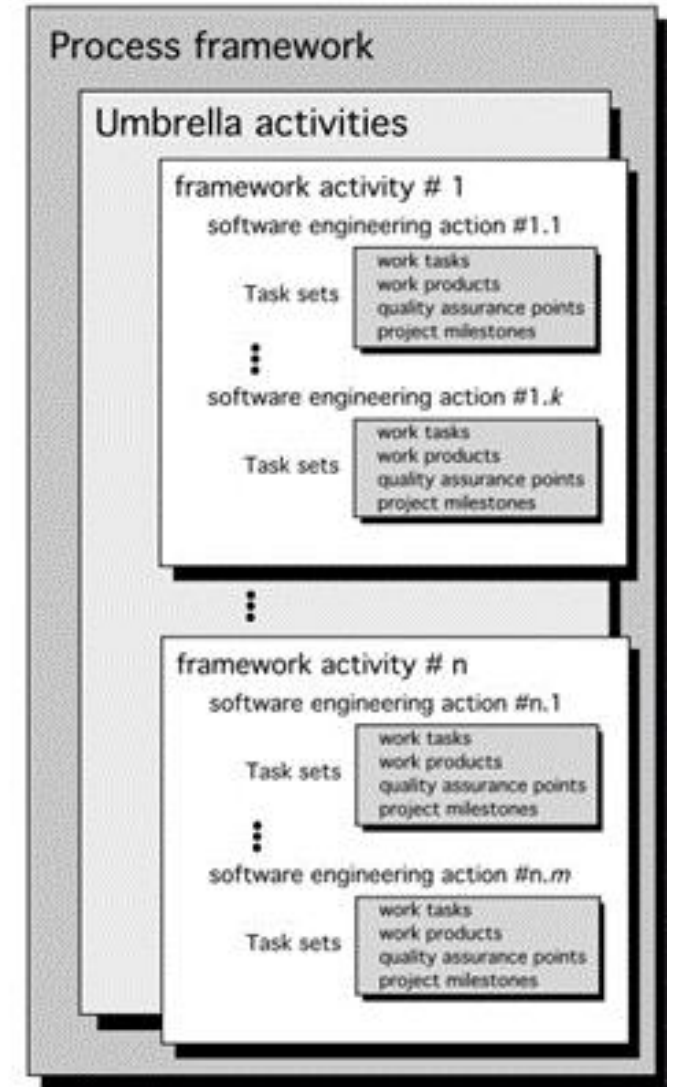 Process framework
Umbrella activities
framework activity # 1
software engineering action #1.1
Task sets
work tasks
work products
quality assurance points
project milestones
software engineering action #1.k
Task sets
work tasks
work products
quality assurance points
project milestones
framework activity # n
software engineering action #n.1
Task sets
work tasks
work products
quality assurance points
project milestones
software engineering action #n.m
Task sets
work tasks
work products
quality assurance points
project milestones